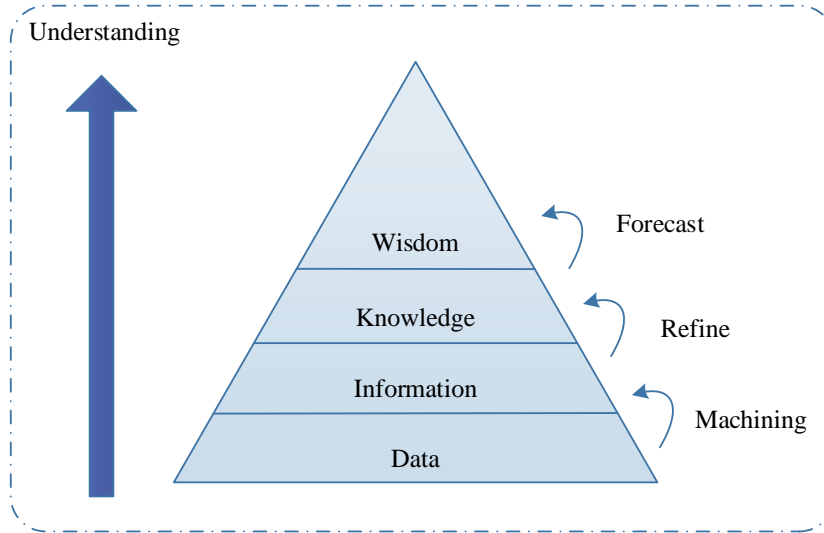 Understanding
Forecast
Wisdom
Knowledge
Refine
Information
Machining
Data